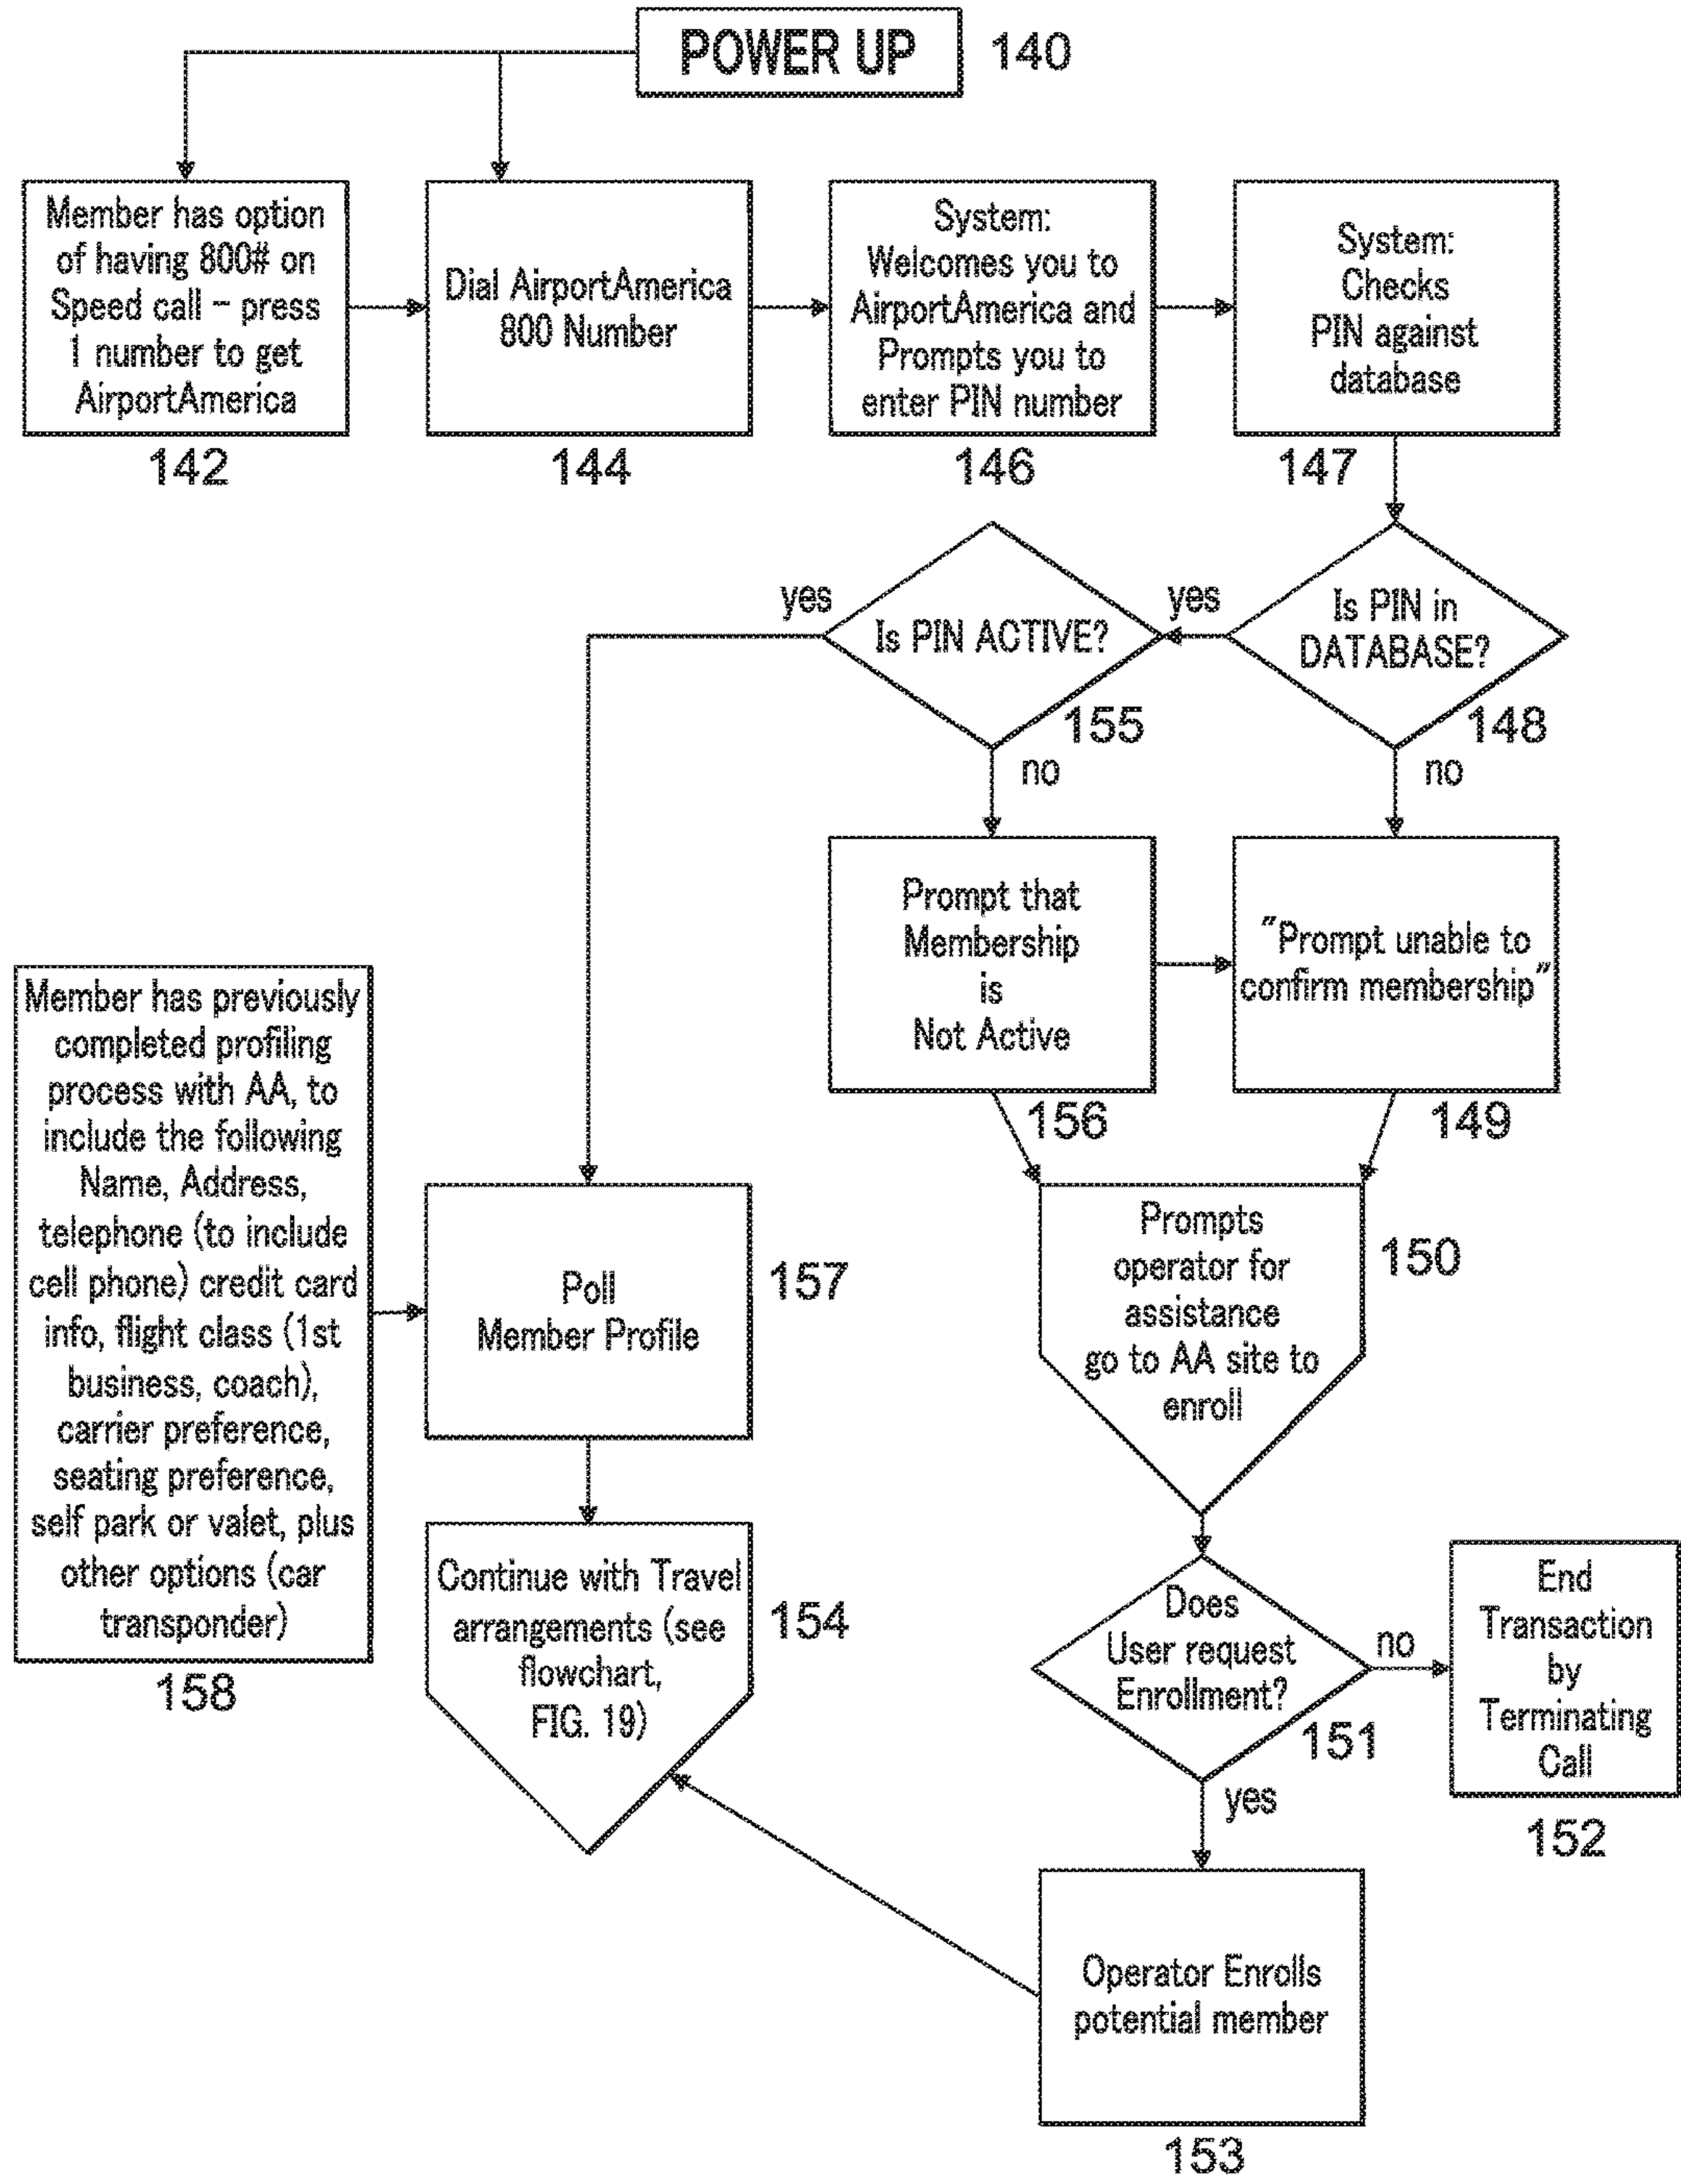 POWER UP
140
Member has option
of having 800# on
Speed call - press
1 number to get
AirportAmerica
142
Dial AirportAmerica
800 Number
144
System:
Welcomes you to
AirportAmerica and
Prompts you to
enter PIN number
146
System:
Checks
PIN against
database
147
Is PIN in
DATABASE?
148
yes
no
Is PIN ACTIVE?
155
yes
no
Prompt that
Membership
is
Not Active
156
"Prompt unable to
confirm membership"
149
Prompts
operator for
assistance
go to AA site to
enroll
150
Member has previously
completed profiling
process with AA, to
include the following
Name, Address,
telephone (to include
cell phone) credit card
info, flight class (1st
business, coach),
carrier preference,
seating preference,
self park or valet, plus
other options (car
transponder)
158
Poll
Member Profile
157
Continue with Travel
arrangements (see
flowchart,
FIG. 19)
154
Does
User request
Enrollment?
151
no
yes
End
Transaction
by
Terminating
Call
152
Operator Enrolls
potential member
153